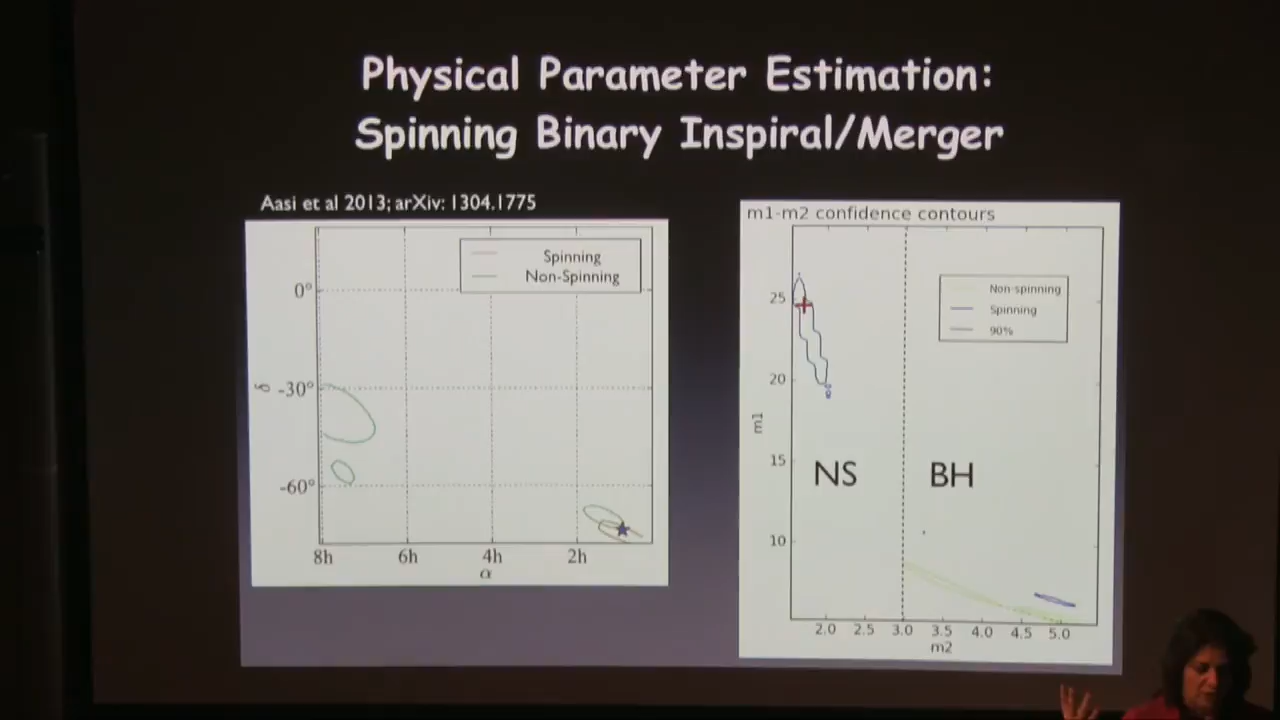 Physical Parameter Estimation:
Spinning Binary Inspiral/Merger
Aasi et al 2013; arXiv: 1304.1775
Spinning
Non-Spinning
0°
-30°
-60°
δ
8h 6h 4h 2h
α
m1-m2 confidence contours
Non-spinning
Spinning
90%
25
20
15
10
m1
NS BH
2.0 2.5 3.0 3.5 4.0 4.5 5.0
m2